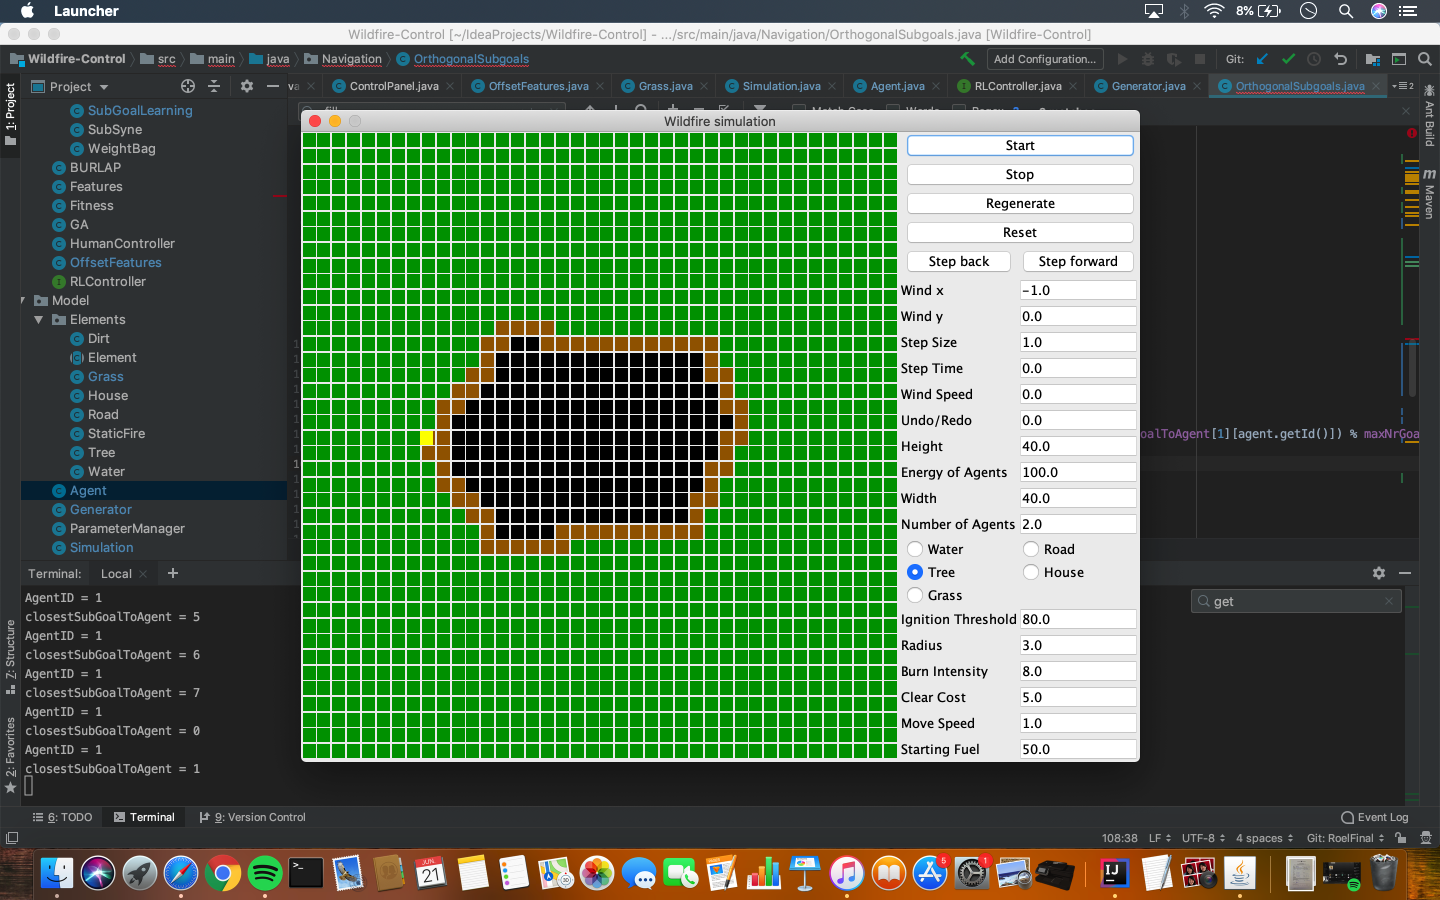 Launcher
8%
Wildfire-Control [~/IdeaProjects/Wildfire-Control] - .../src/main/java/Navigation/OrthogonalSubgoals.java [Wildfire-Control]
Wildfire-Control src main java Navigation OrthogonalSubgoals
Add Configuration...
Git:
Project
ControlPanel.java
OffsetFeatures.java
Grass.java
Simulation.java
Agent.java
RLController.java
Generator.java
OrthogonalSubgoals.java
2
1: Project
Ant Build
Maven
SubGoalLearning
SubSyne
WeightBag
BURLAP
Features
Fitness
GA
HumanController
OffsetFeatures
RLController
Model
Elements
Dirt
Element
Grass
House
Road
StaticFire
Tree
Water
Agent
Generator
ParameterManager
Simulation
Wildfire simulation
Start
Stop
Regenerate
Reset
Step back Step forward
Wind x -1.0
Wind y 0.0
Step Size 1.0
Step Time 0.0
Wind Speed 0.0
Undo/Redo 0.0
Height 40.0
Energy of Agents 100.0
Width 40.0
Number of Agents 2.0
Water Road
Tree House
Grass
Ignition Threshold 80.0
Radius 3.0
Burn Intensity 8.0
Clear Cost 5.0
Move Speed 1.0
Starting Fuel 50.0
oalToAgent[1][agent.getId()]) % maxNrGoa
Terminal: Local
get
AgentID = 1
closestSubGoalToAgent = 5
AgentID = 1
closestSubGoalToAgent = 6
AgentID = 1
closestSubGoalToAgent = 7
AgentID = 1
closestSubGoalToAgent = 0
AgentID = 1
closestSubGoalToAgent = 1
Z: Structure
2: Favorites
6: TODO
Terminal
9: Version Control
Event Log
108:38 LF UTF-8 4 spaces Git: RoelFinal
JUN
21
5
1
IJ